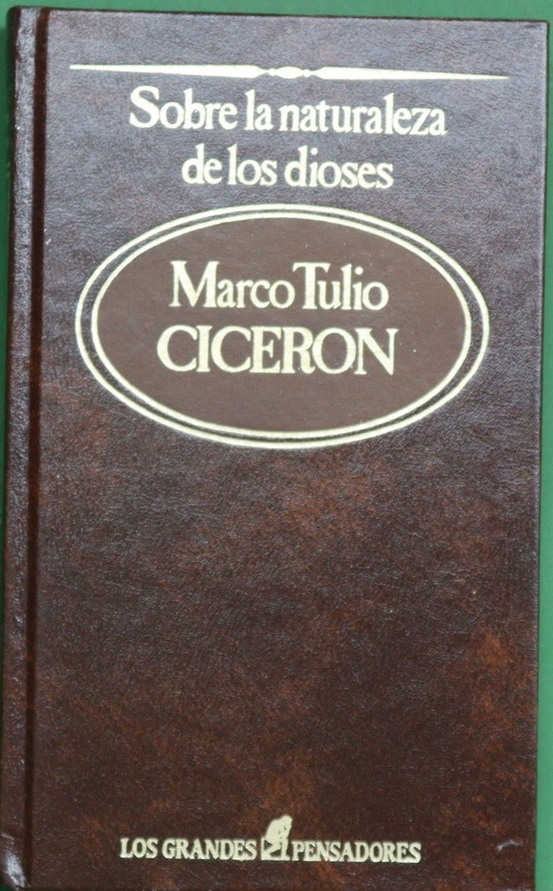 Sobre la naturaleza
de los dioses
Marco Tulio
CICERON
LOS GRANDES PENSADORES